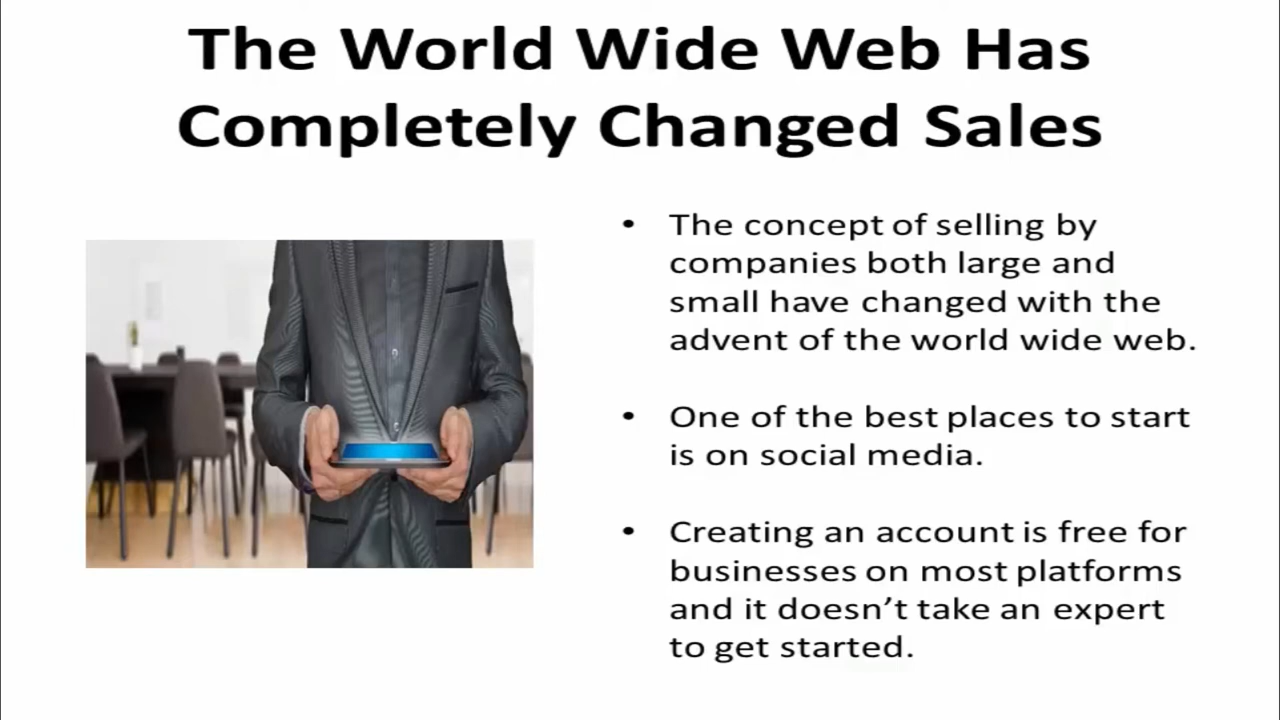 The World Wide Web Has
Completely Changed Sales
• The concept of selling by
companies both large and
small have changed with the
advent of the world wide web.
• One of the best places to start
is on social media.
• Creating an account is free for
businesses on most platforms
and it doesn’t take an expert
to get started.